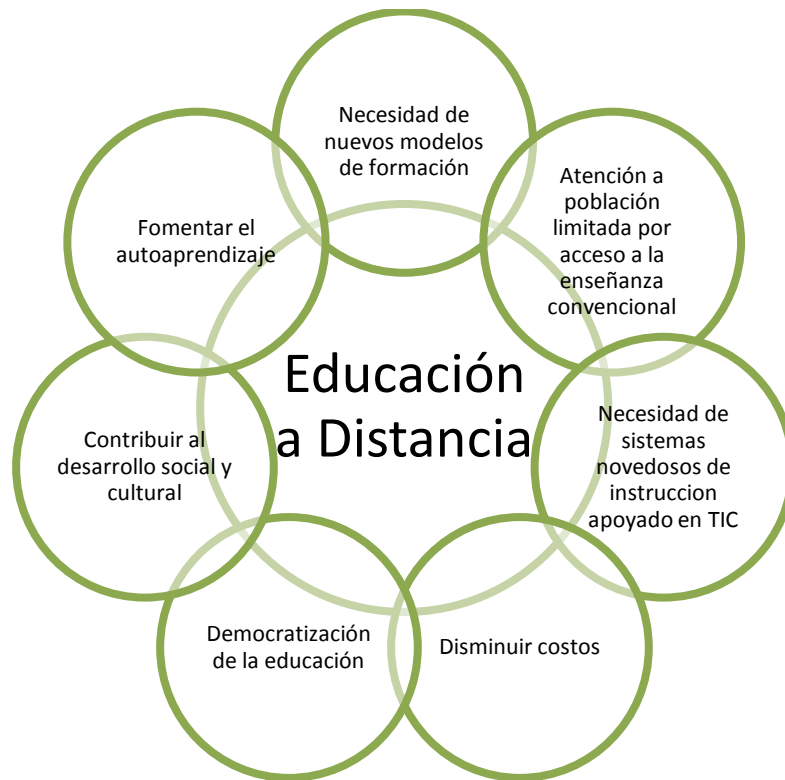 Necesidad de
nuevos modelos
de formación
Atención a
población
limitada por
acceso a la
enseñanza
convencional
Necesidad de
sistemas
novedosos de
instruccion
apoyado en TIC
Disminuir costos
Democratización
de la educación
Contribuir al
desarrollo social y
cultural
Fomentar el
autoaprendizaje
Educación
a Distancia